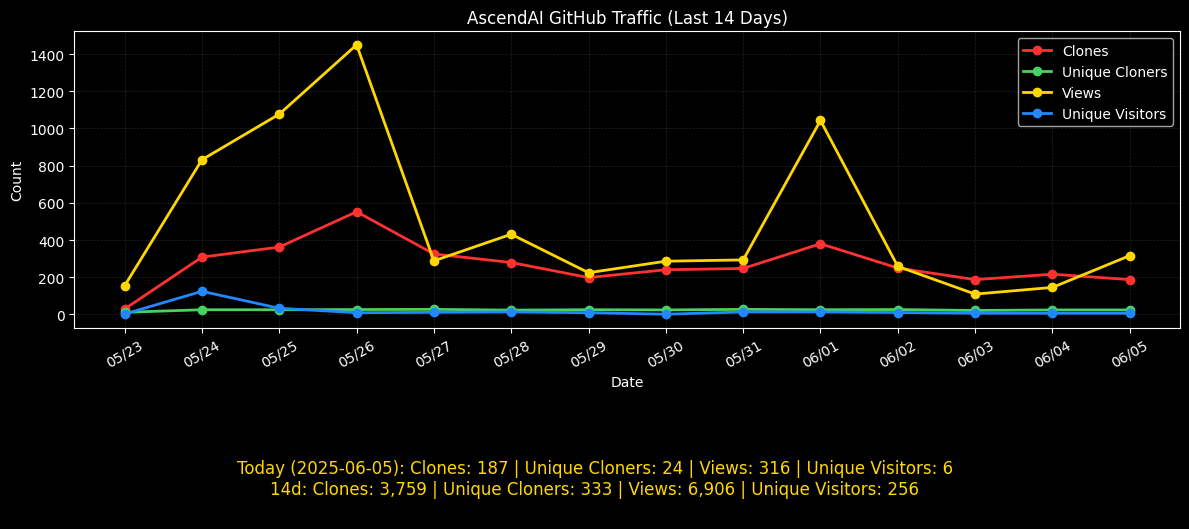 AscendAI GitHub Traffic (Last 14 Days)
Clones
Unique Cloners
Views
Unique Visitors
Count
1400
1200
1000
800
600
400
200
0
05/23 05/24 05/25 05/26 05/27 05/28 05/29 05/30 05/31 06/01 06/02 06/03 06/04 06/05
Date
Today (2025-06-05): Clones: 187 | Unique Cloners: 24 | Views: 316 | Unique Visitors: 6
14d: Clones: 3,759 | Unique Cloners: 333 | Views: 6,906 | Unique Visitors: 256